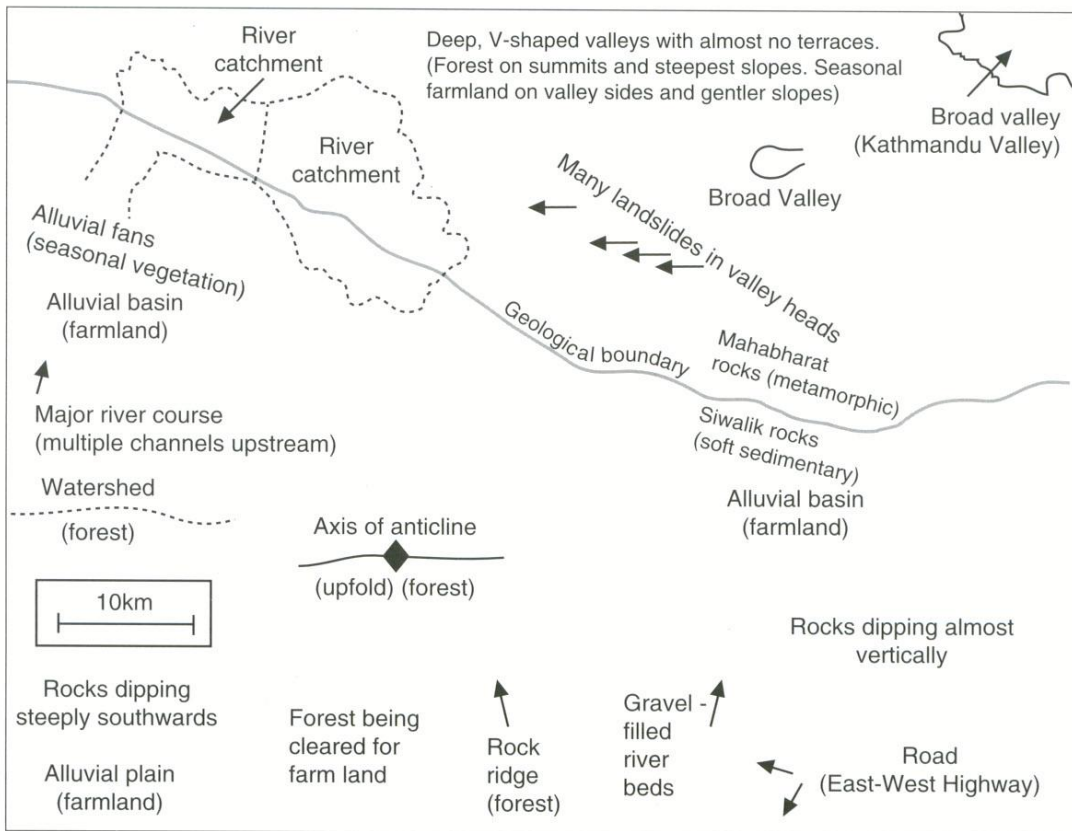 River
catchment
Deep, V-shaped valleys with almost no terraces.
(Forest on summits and steepest slopes. Seasonal
farmland on valley sides and gentler slopes)
Broad valley
(Kathmandu Valley)
River
catchment
Many landslides in valley heads
Broad Valley
Alluvial fans
(seasonal vegetation)
Alluvial basin
(farmland)
Geological boundary
Mahabharat
rocks (metamorphic)
Siwalik rocks
(soft sedimentary)
Alluvial basin
(farmland)
Major river course
(multiple channels upstream)
Watershed
(forest)
Axis of anticline
(upfold) (forest)
10km
Rocks dipping almost
vertically
Rocks dipping
steeply southwards
Forest being
cleared for
farm land
Rock
ridge
(forest)
Gravel -
filled
river
beds
Road
(East-West Highway)
Alluvial plain
(farmland)